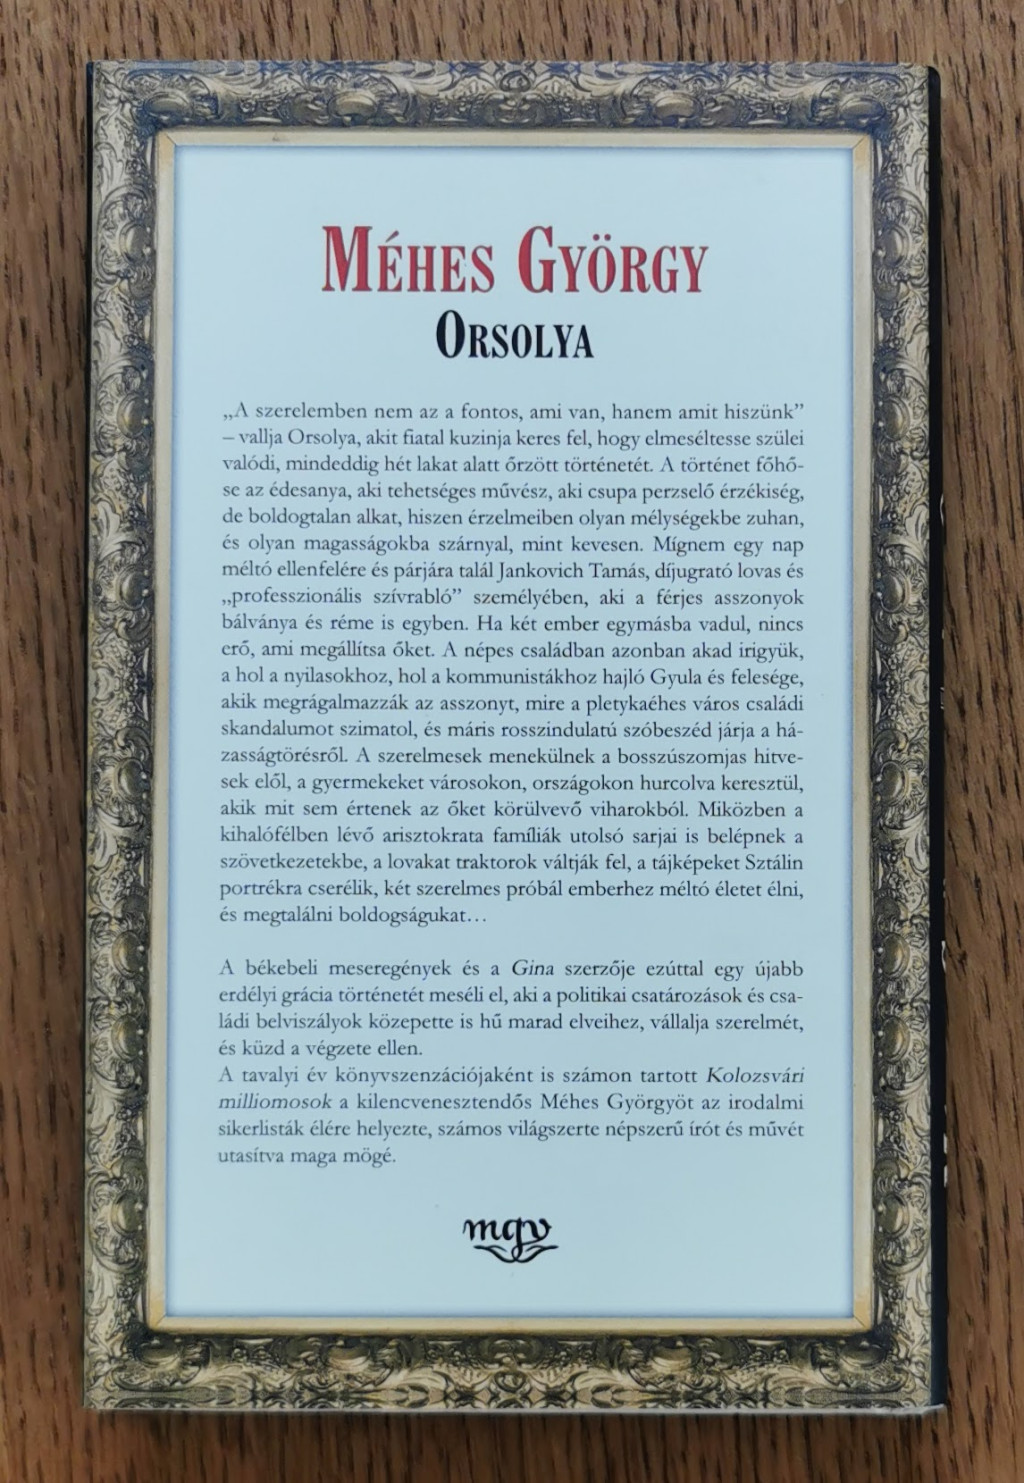 MÉHES GYÖRGY
ORSOLYA
„A szerelemben nem az a fontos, ami van, hanem amit hiszünk”
– vallja Orsolya, akit fiatal kuzinja keres fel, hogy elmeséltesse szülei
valódi, mindeddig hét lakat alatt őrzött történetét. A történet főhő-
se az édesanya, aki tehetséges művész, aki csupa perzselő érzékiség,
de boldogtalan alkat, hiszen érzelmeiben olyan mélységekbe zuhan,
és olyan magasságokba szárnyal, mint kevesen. Mígnem egy nap
méltó ellenfelére és párjára talál Jankovich Tamás, díjugrató lovas és
„professzionális szívrabló” személyében, aki a férjes asszonyok
bálványa és réme is egyben. Ha két ember egymásba vadul, nincs
erő, ami megállítsa őket. A népes családban azonban akad irigyük,
a hol a nyilasokhoz, hol a kommunistákhoz hajló Gyula és felesége,
akik megrágalmazzák az asszonyt, mire a pletykaéhes város családi
skandalumot szimatol, és máris rosszindulatú szóbeszéd járja a há-
zasságtörésről. A szerelmesek menekülnek a bosszúszomjas hitve-
sek elől, a gyermekeket városokon, országokon hurcolva keresztül,
akik mit sem értenek az őket körülvevő viharokból. Miközben a
kihalófélben lévő arisztokrata famíliák utolsó sarjai is belépnek a
szövetkezetekbe, a lovakat traktorok váltják fel, a tájképeket Sztálin
portrékra cserélik, két szerelmes próbál emberhez méltó életet élni,
és megtalálni boldogságukat…
A békebeli meseregények és a Gina szerzője ezúttal egy újabb
erdélyi grácia történetét meséli el, aki a politikai csatározások és csa-
ládi belviszályok közepette is hű marad elveihez, vállalja szerelmét,
és küzd a végzete ellen.
A tavalyi év könyvszenzációjaként is számon tartott Kolozsvári
milliomosok a kilencvenesztendős Méhes Györgyöt az irodalmi
sikerlisták élére helyezte, számos világszerte népszerű írót és művét
utasítva maga mögé.
mgv